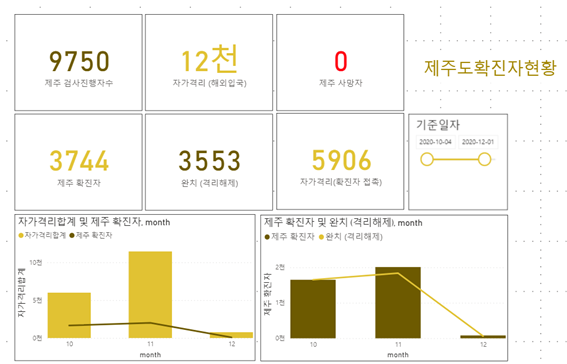 9750
제주 검사진행자수
12천
자가격리 (해외입국)
0
제주 사망자
제주도확진자현황
3744
제주 확진자
3553
완치 (격리해제)
5906
자가격리(확진자 접촉)
기준일자
2020-10-04 2020-12-01
자가격리합계 및 제주 확진자, month
자가격리합계 제주 확진자
자가격리합계
10천
5천
0천
10 11 12
month
제주 확진자 및 완치 (격리해제), month
제주 확진자 완치 (격리해제)
제주 확진자
2천
1천
0천
10 11 12
month